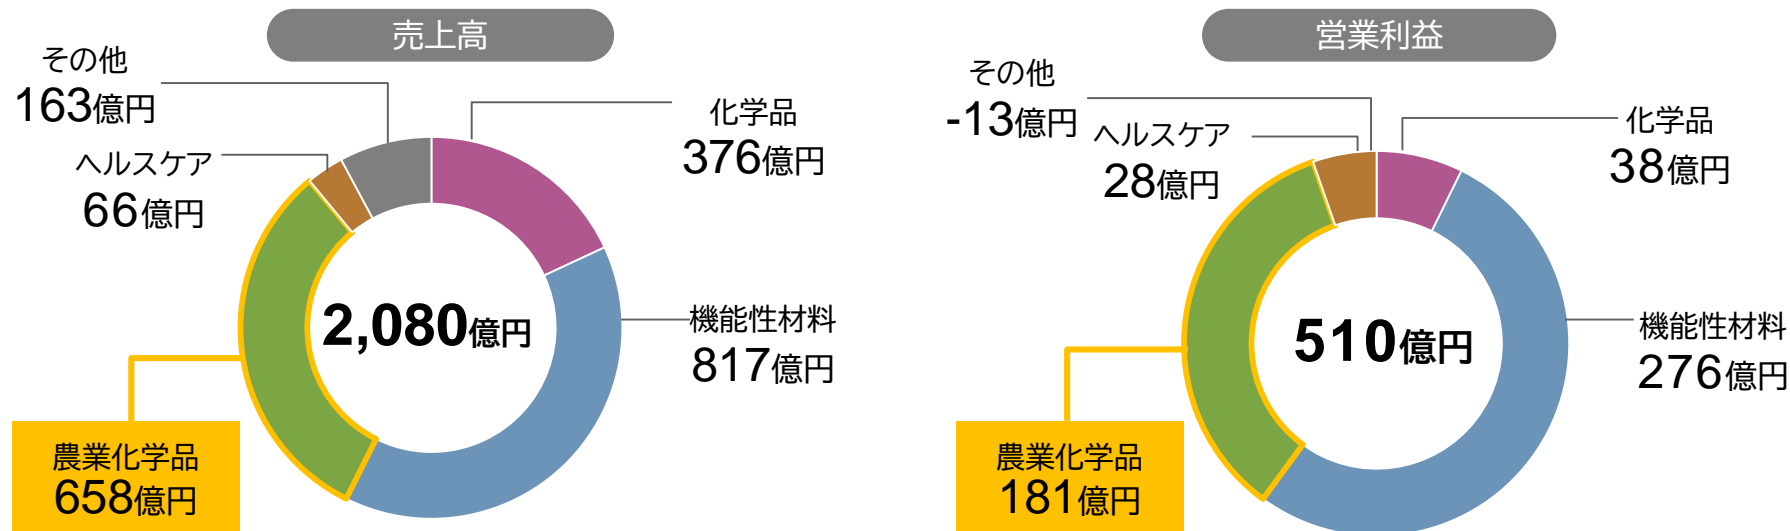 売上高
その他
163億円
ヘルスケア
66億円
化学品
376億円
2,080億円
機能性材料
817億円
農業化学品
658億円
営業利益
その他
-13億円
ヘルスケア
28億円
化学品
38億円
510億円
機能性材料
276億円
農業化学品
181億円